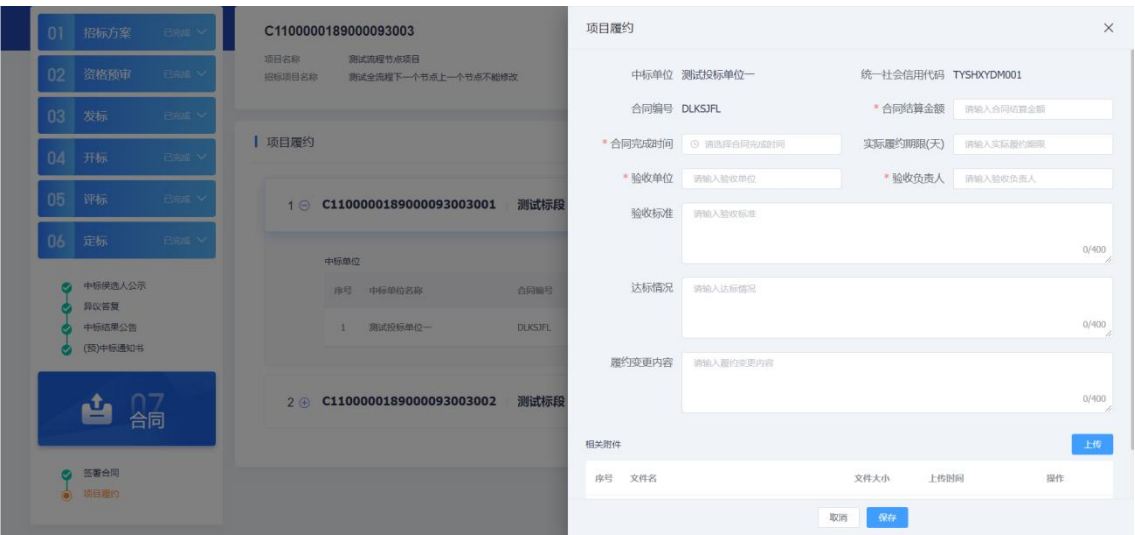 01 招标方案 已完成
02 资格预审 已完成
03 发标 已完成
04 开标 已完成
05 评标 已完成
06 定标 已完成
中标候选人公示
异议答复
中标结果公告
(预)中标通知书
07
合同
签署合同
项目履约
C1100000189000093003
项目名称 测试流程节点项目
招标项目名称 测试全流程下一个节点上一个节点不能修改
项目履约
1 C1100000189000093003001 测试标段
中标单位
序号 中标单位名称 合同编号
1 测试投标单位一 DLKSJFL
2 C1100000189000093003002 测试标段
项目履约
中标单位 测试投标单位一 统一社会信用代码 TYSHXYDM001
合同编号 DLKSJFL * 合同结算金额 请输入合同结算金额
* 合同完成时间 请选择合同完成时间 实际履约期限(天) 请输入实际履约期限
* 验收单位 请输入验收单位 * 验收负责人 请输入验收负责人
验收标准 请输入验收标准
0/400
达标情况 请输入达标情况
0/400
履约变更内容 请输入履约变更内容
0/400
相关附件 上传
序号 文件名 文件大小 上传时间 操作
取消 保存